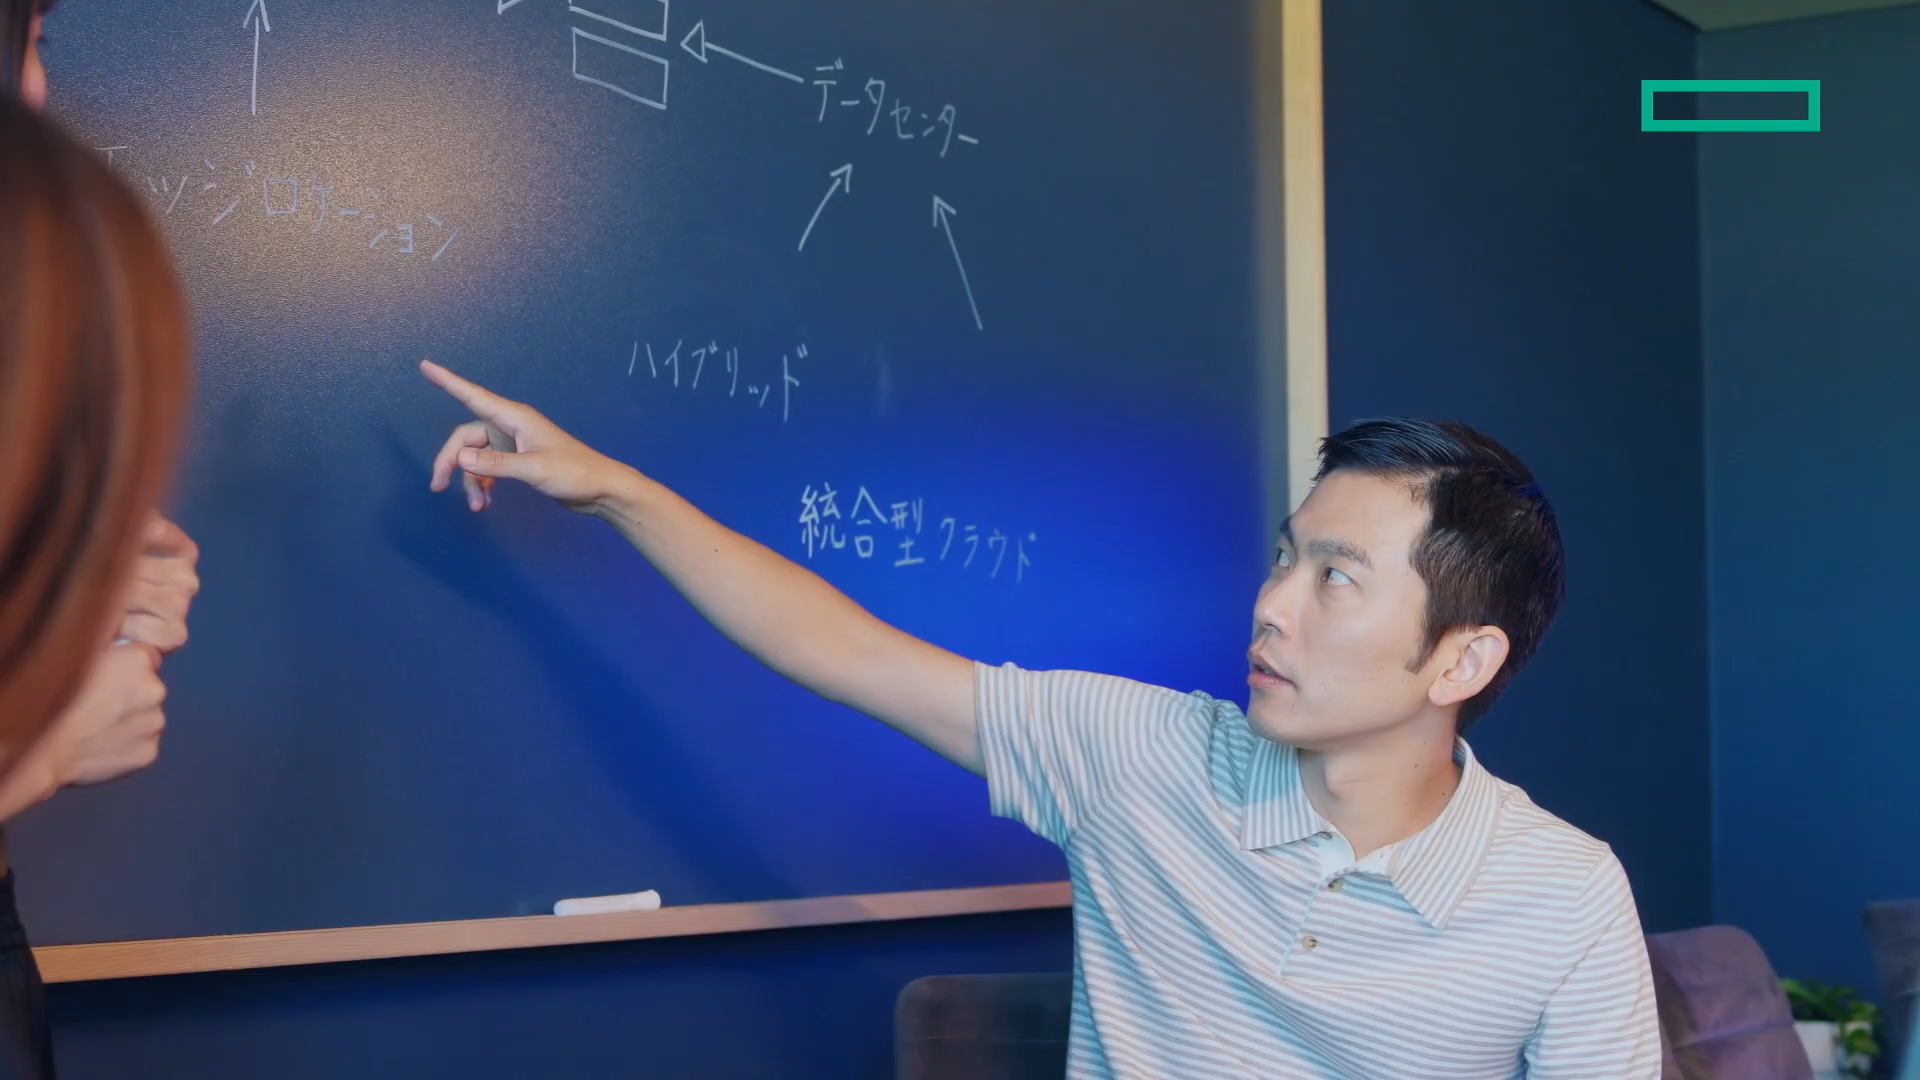 データセンター
エッジロケーション
ハイブリッド
統合型クラウド